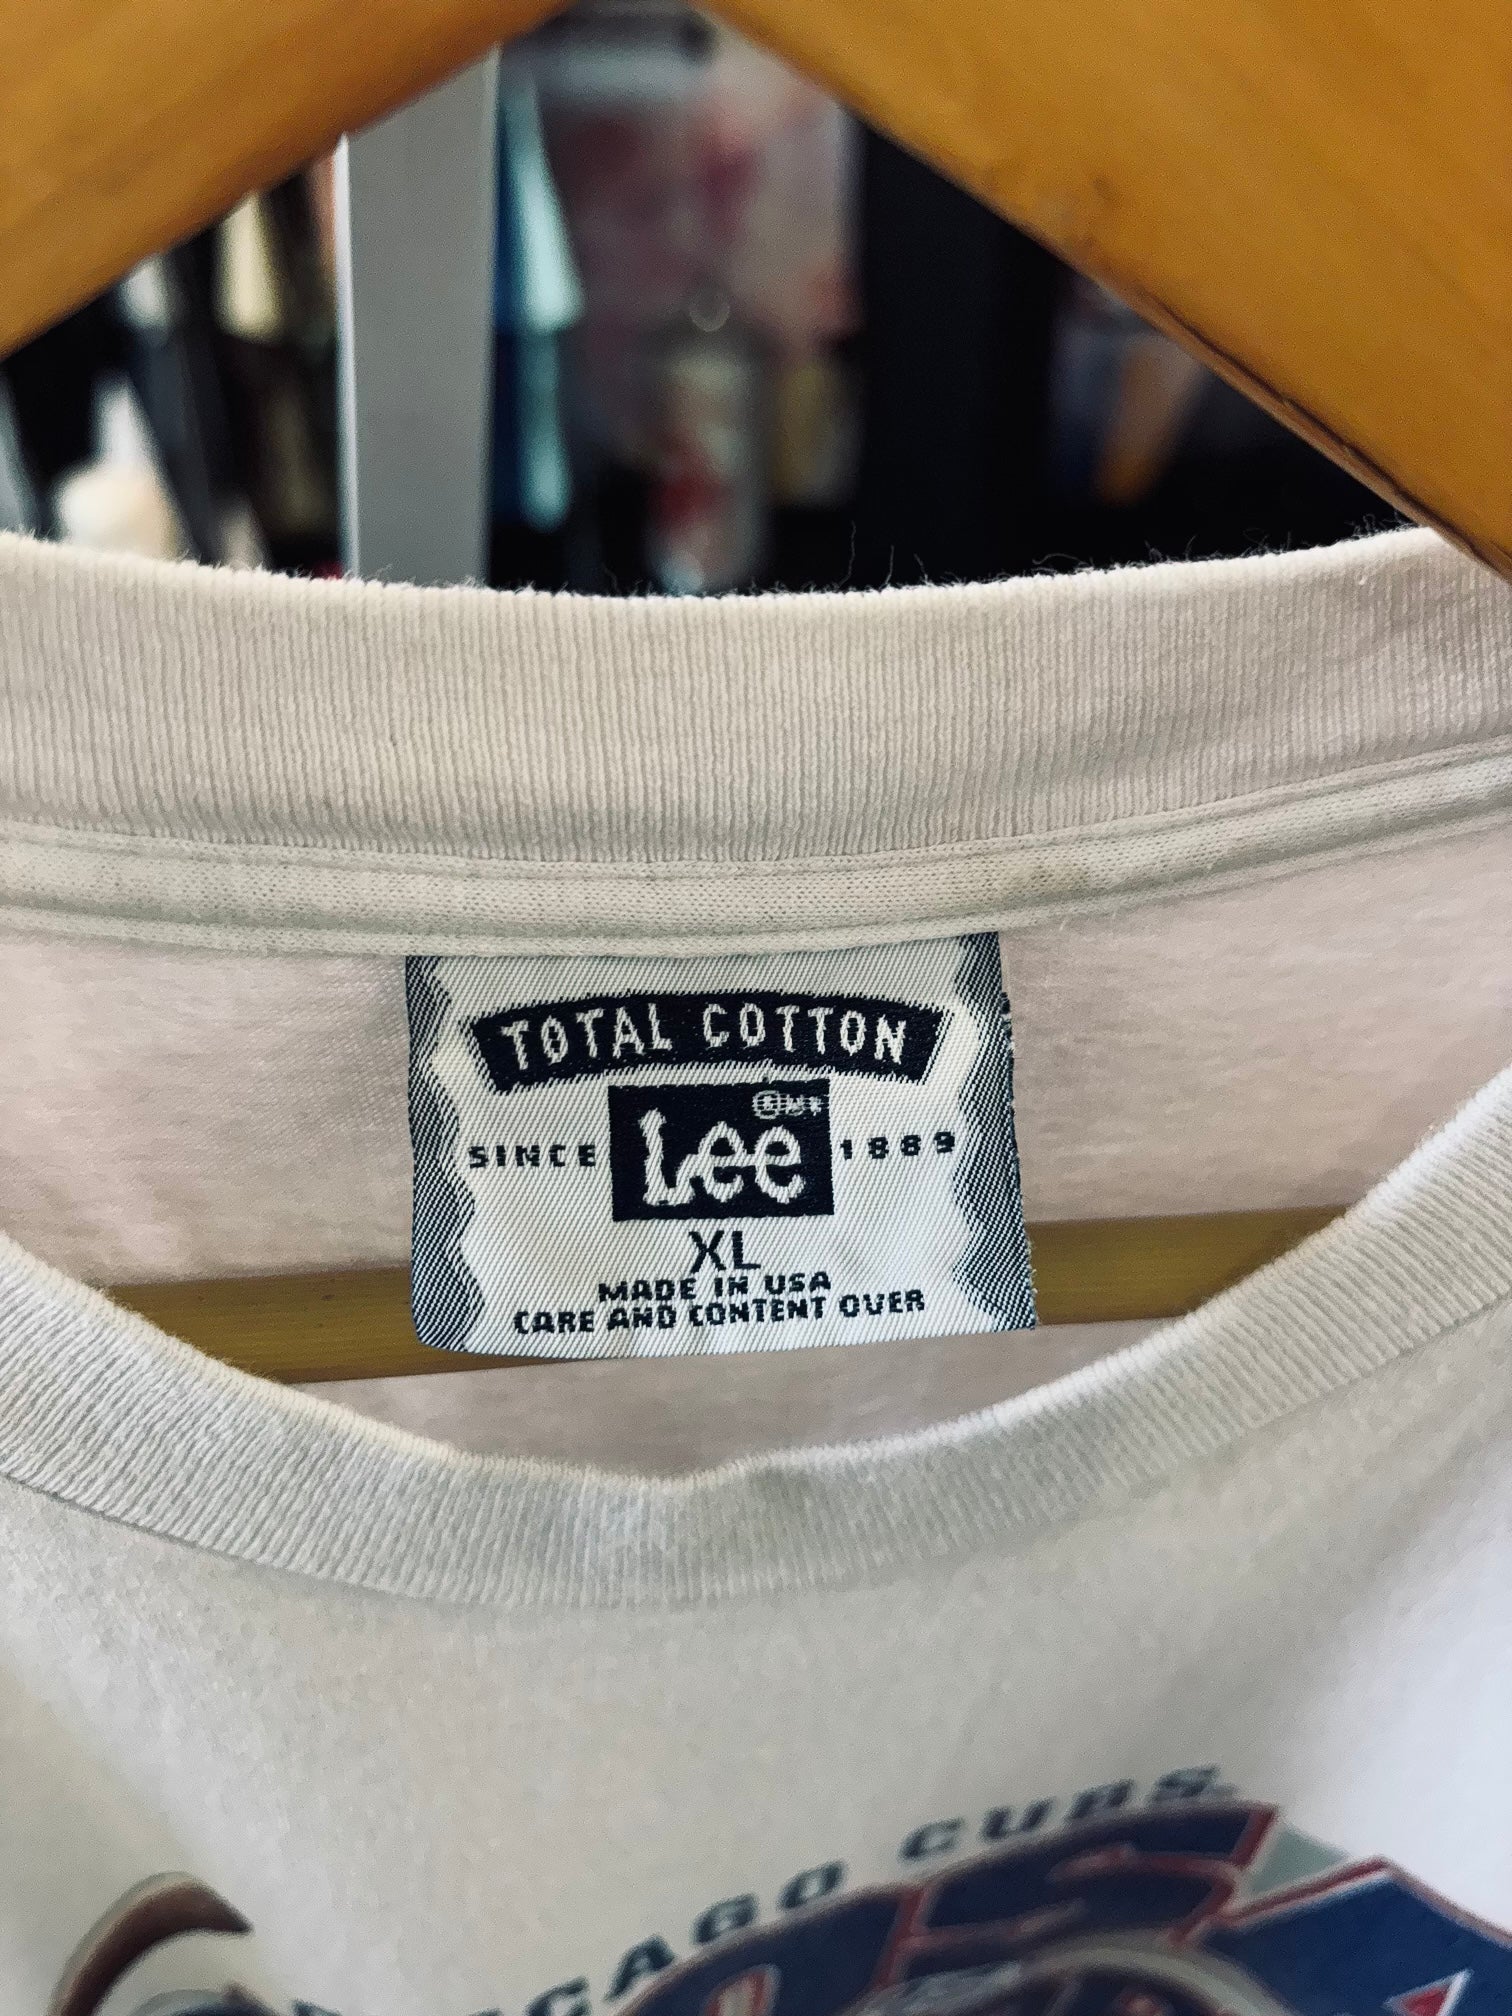 TOTAL COTTON
Lee
SINCE 1889
XL
MADE IN USA
CARE AND CONTENT OVER
CHICAGO CUBS